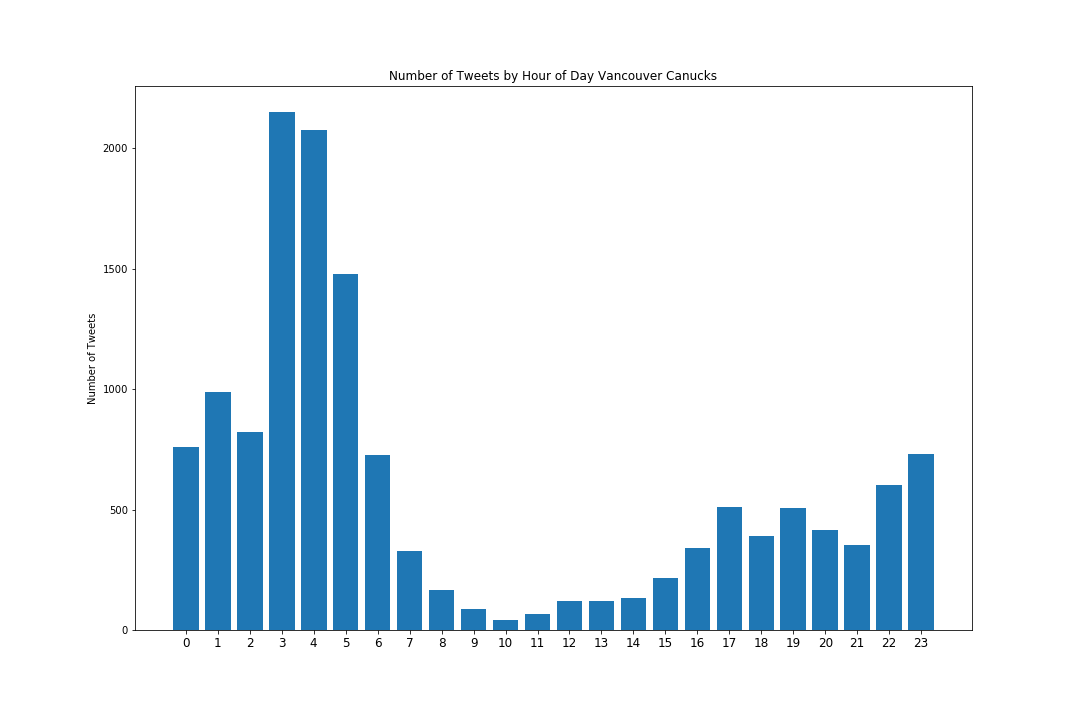 Number of Tweets by Hour of Day Vancouver Canucks
Number of Tweets
2000
1500
1000
500
0
0 1 2 3 4 5 6 7 8 9 10 11 12 13 14 15 16 17 18 19 20 21 22 23